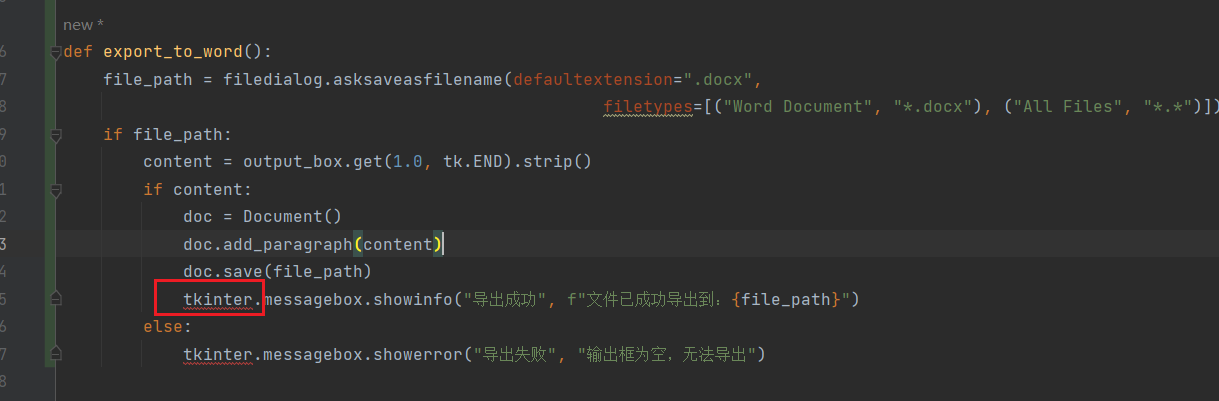 new *
6 def export_to_word():
7 file_path = filedialog.asksaveasfilename(defaultextension=".docx",
8 filetypes=[("Word Document", "*.docx"), ("All Files", "*.*")])
9 if file_path:
0 content = output_box.get(1.0, tk.END).strip()
1 if content:
2 doc = Document()
3 doc.add_paragraph(content)
4 doc.save(file_path)
5 tkinter.messagebox.showinfo("导出成功", f"文件已成功导出到: {file_path}")
6 else:
7 tkinter.messagebox.showerror("导出失败", "输出框为空，无法导出")
8